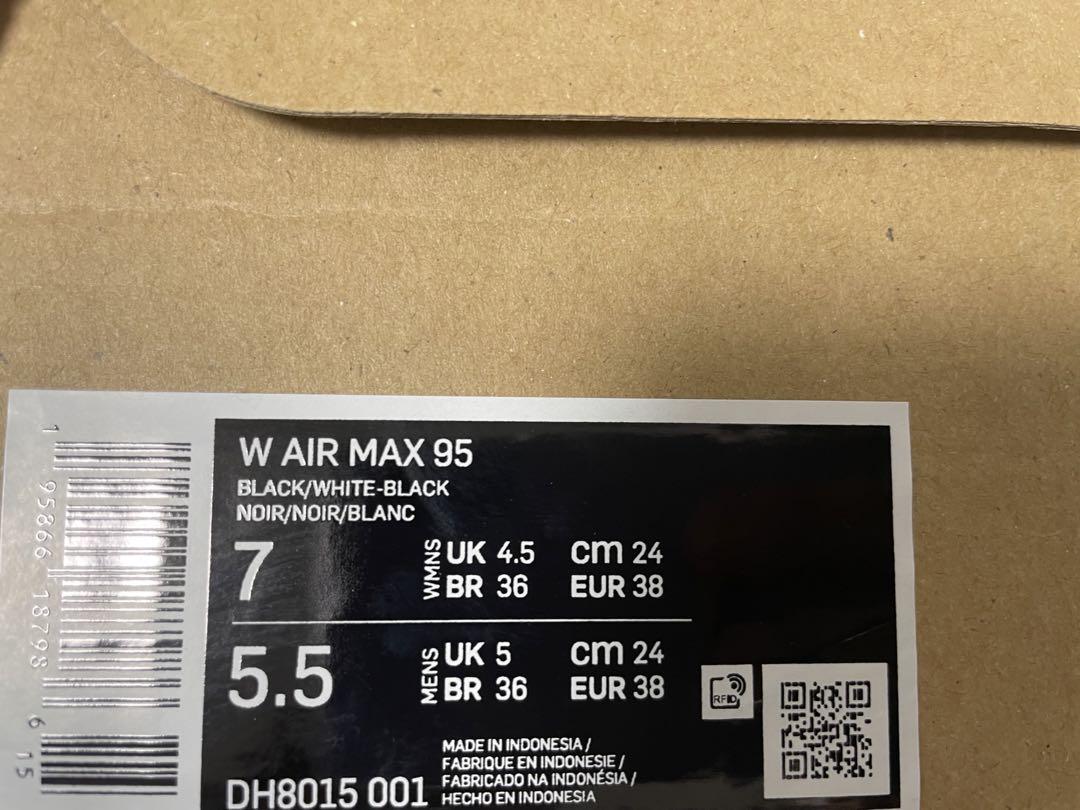 W AIR MAX 95
BLACK/WHITE-BLACK
NOIR/NOIR/BLANC
7 WMNS UK 4.5 cm 24
BR 36 EUR 38
5.5 MENS UK 5 cm 24
BR 36 EUR 38
RFID
MADE IN INDONESIA /
FABRIQUE EN INDONESIE /
FABRICADO NA INDONÉSIA /
HECHO EN INDONESIA
DH8015 001
1 95866 18798 6 15